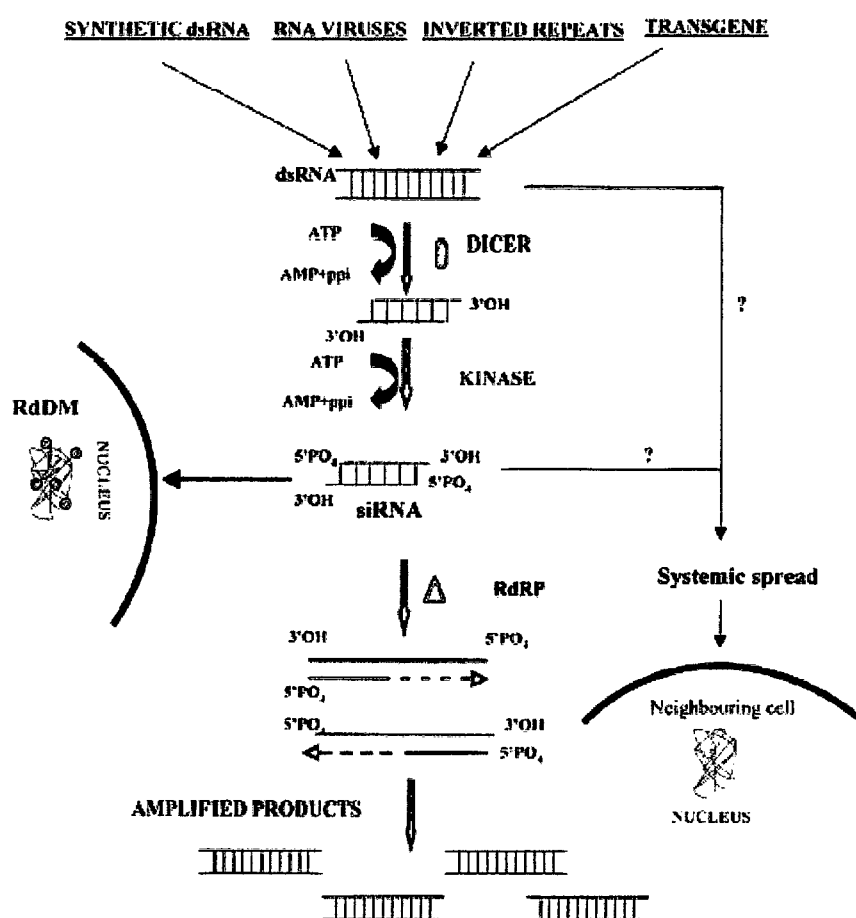 SYNTHETIC dsRNA RNA VIRUSES INVERTED REPEATS TRANSGENE
dsRNA
ATP
DICER
AMP+ppi
3'OH
?
3'OH
ATP
KINASE
AMP+ppi
RdDM
NUCLEUS
5'PO4 3'OH
?
5'PO4
3'OH
siRNA
RdRP
Systemic spread
3'OH 5'PO4
5'PO4
5'PO4 3'OH
5'PO4
Neighbouring cell
NUCLEUS
AMPLIFIED PRODUCTS